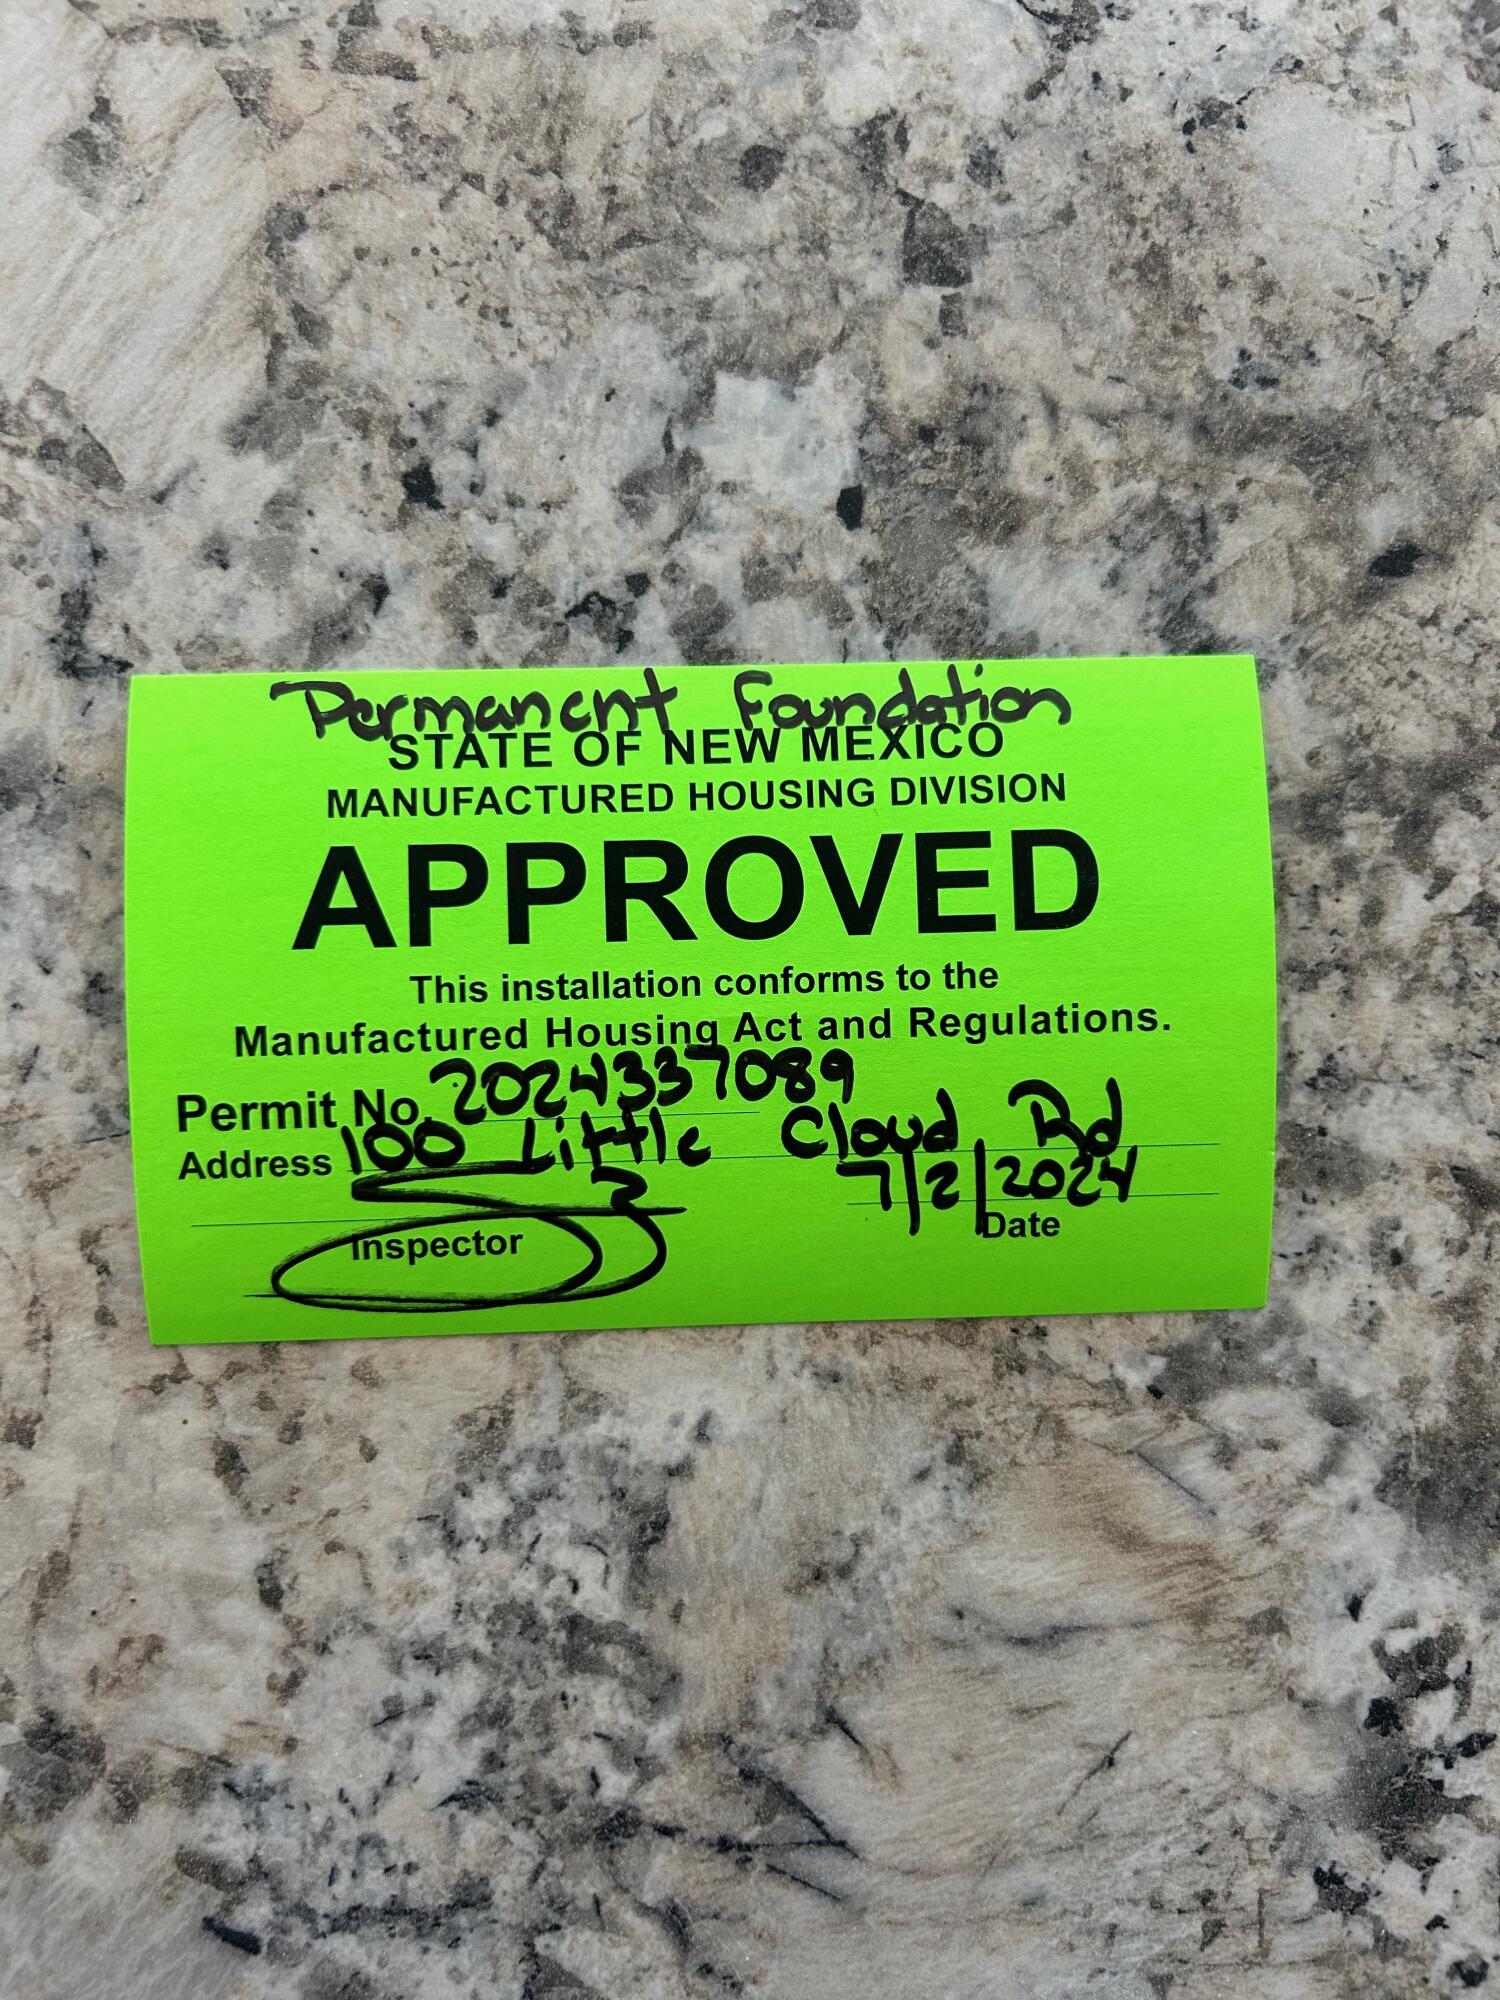 Permanent Foundation
STATE OF NEW MEXICO
MANUFACTURED HOUSING DIVISION
APPROVED
This installation conforms to the
Manufactured Housing Act and Regulations.
Permit No. 2024337089
Address 100 Little Cloud Rd
7/2/2024
Inspector Date